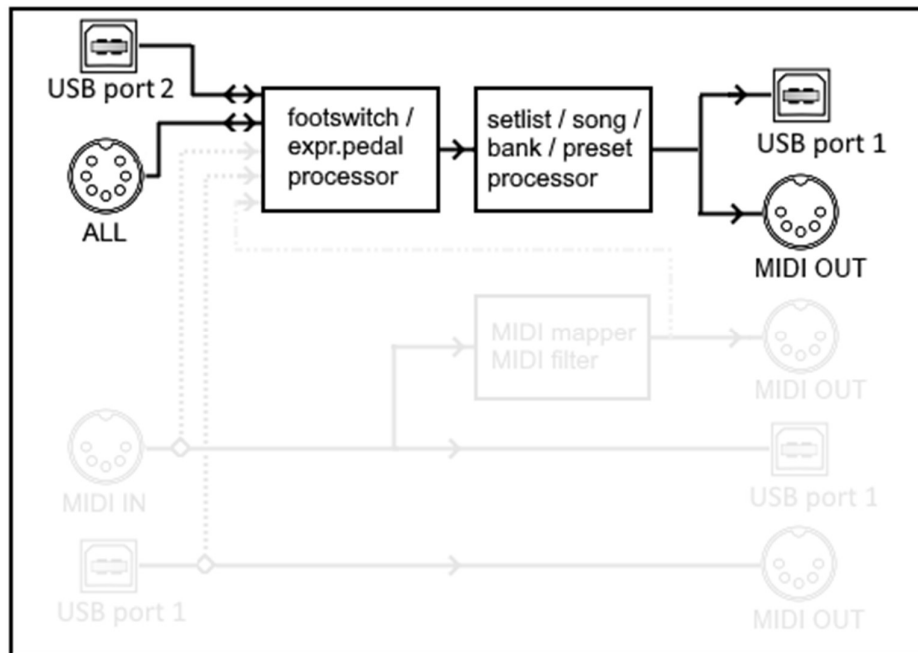 USB port 2
ALL
footswitch /
expr.pedal
processor
setlist / song /
bank / preset
processor
USB port 1
MIDI OUT
MIDI mapper
MIDI filter
MIDI OUT
MIDI IN
USB port 1
USB port 1
MIDI OUT